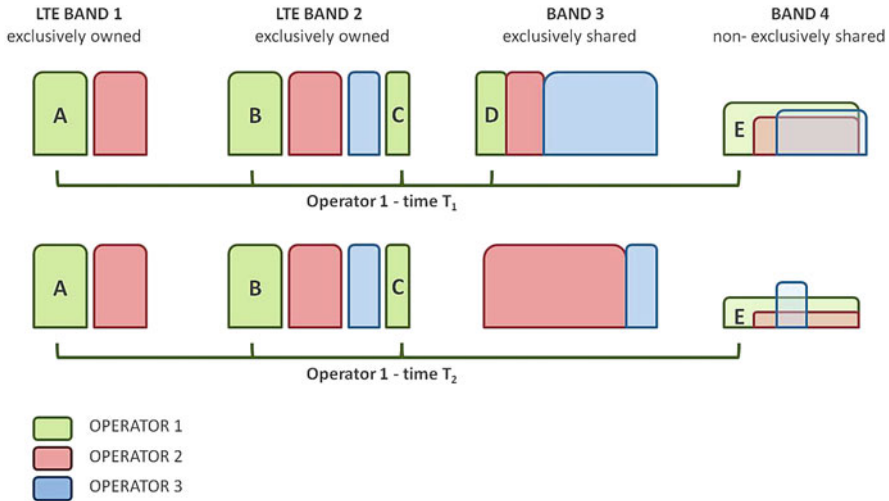 LTE BAND 1
exclusively owned
LTE BAND 2
exclusively owned
BAND 3
exclusively shared
BAND 4
non- exclusively shared
A
B
C
D
E
Operator 1 - time T₁
A
B
C
E
Operator 1 - time T₂
OPERATOR 1
OPERATOR 2
OPERATOR 3